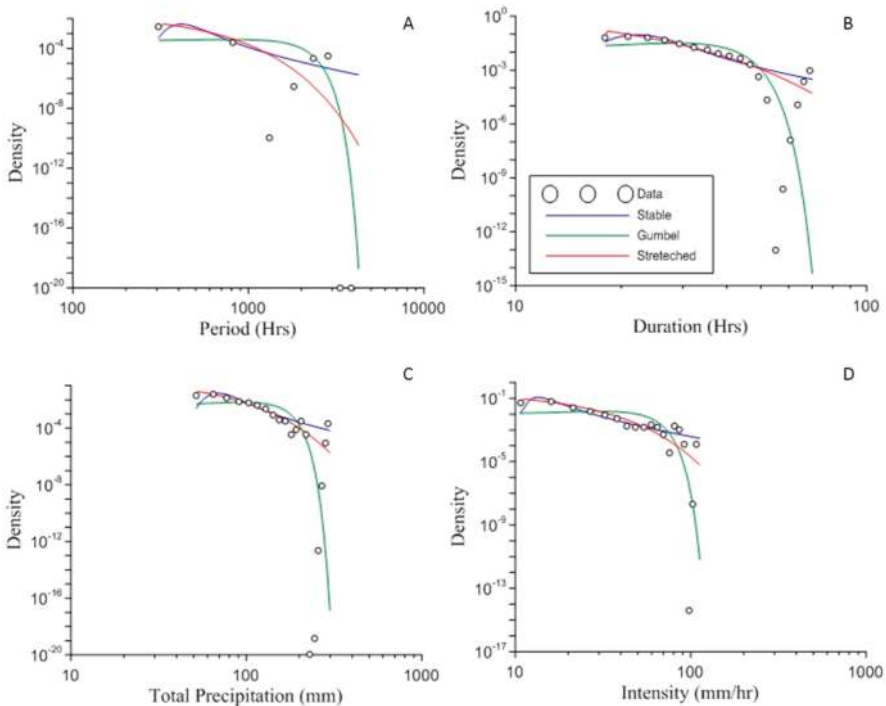 A
10^-4
10^-8
10^-12
10^-16
10^-20
Density
100
1000
10000
Period (Hrs)
B
10^0
10^-3
10^-6
10^-9
10^-12
10^-15
Density
Data
Stable
Gumbel
Streteched
10
100
Duration (Hrs)
C
10^-4
10^-8
10^-12
10^-16
10^-20
Density
10
100
1000
Total Precipitation (mm)
D
10^-1
10^-5
10^-9
10^-13
10^-17
Density
10
100
1000
Intensity (mm/hr)